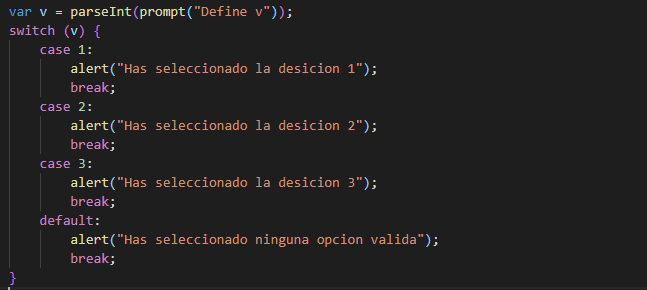 var v = parseInt(prompt("Define v"));
switch (v) {
    case 1:
        alert("Has seleccionado la desicion 1");
        break;
    case 2:
        alert("Has seleccionado la desicion 2");
        break;
    case 3:
        alert("Has seleccionado la desicion 3");
        break;
    default:
        alert("Has seleccionado ninguna opcion valida");
        break;
}